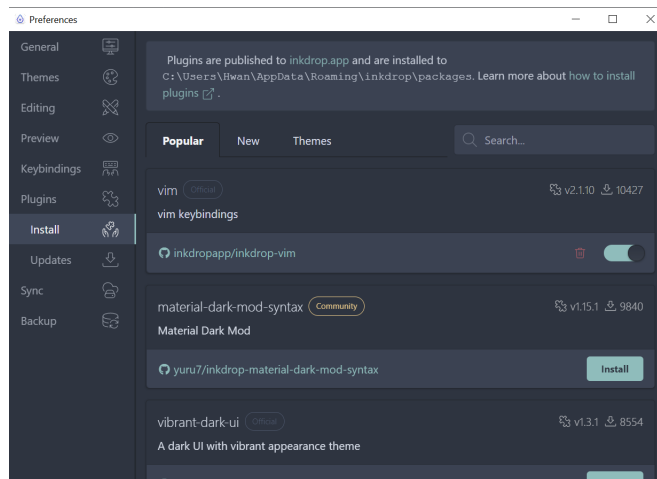 Preferences
General
Themes
Editing
Preview
Keybindings
Plugins
Install
Updates
Sync
Backup
Plugins are published to inkdrop.app and are installed to
C:\Users\Hwan\AppData\Roaming\inkdrop\packages. Learn more about how to install
plugins .
Popular New Themes Search...
vim Official v2.1.10 10427
vim keybindings
inkdropapp/inkdrop-vim
material-dark-mod-syntax Community v1.15.1 9840
Material Dark Mod
yuru7/inkdrop-material-dark-mod-syntax Install
vibrant-dark-ui Official v1.3.1 8554
A dark UI with vibrant appearance theme